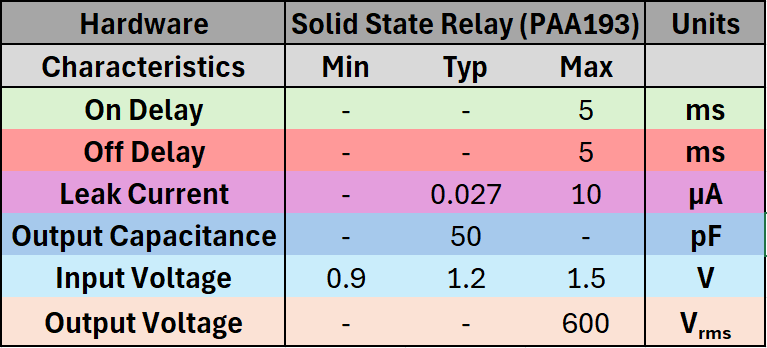 Hardware Solid State Relay (PAA193) Units
Characteristics Min Typ Max
On Delay - - 5 ms
Off Delay - - 5 ms
Leak Current - 0.027 10 µA
Output Capacitance - 50 - pF
Input Voltage 0.9 1.2 1.5 V
Output Voltage - - 600 Vrms